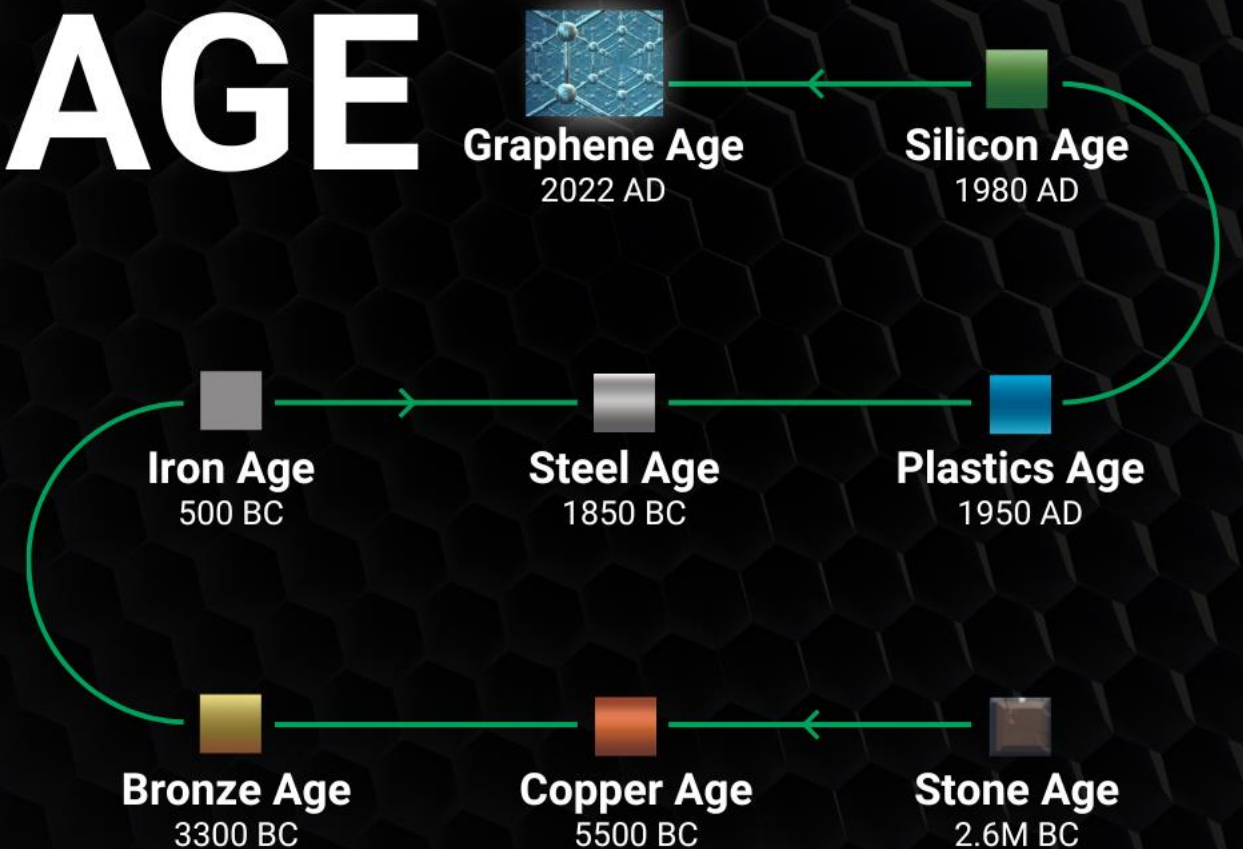 AGE
Graphene Age
2022 AD
Silicon Age
1980 AD
Iron Age
500 BC
Steel Age
1850 BC
Plastics Age
1950 AD
Bronze Age
3300 BC
Copper Age
5500 BC
Stone Age
2.6M BC